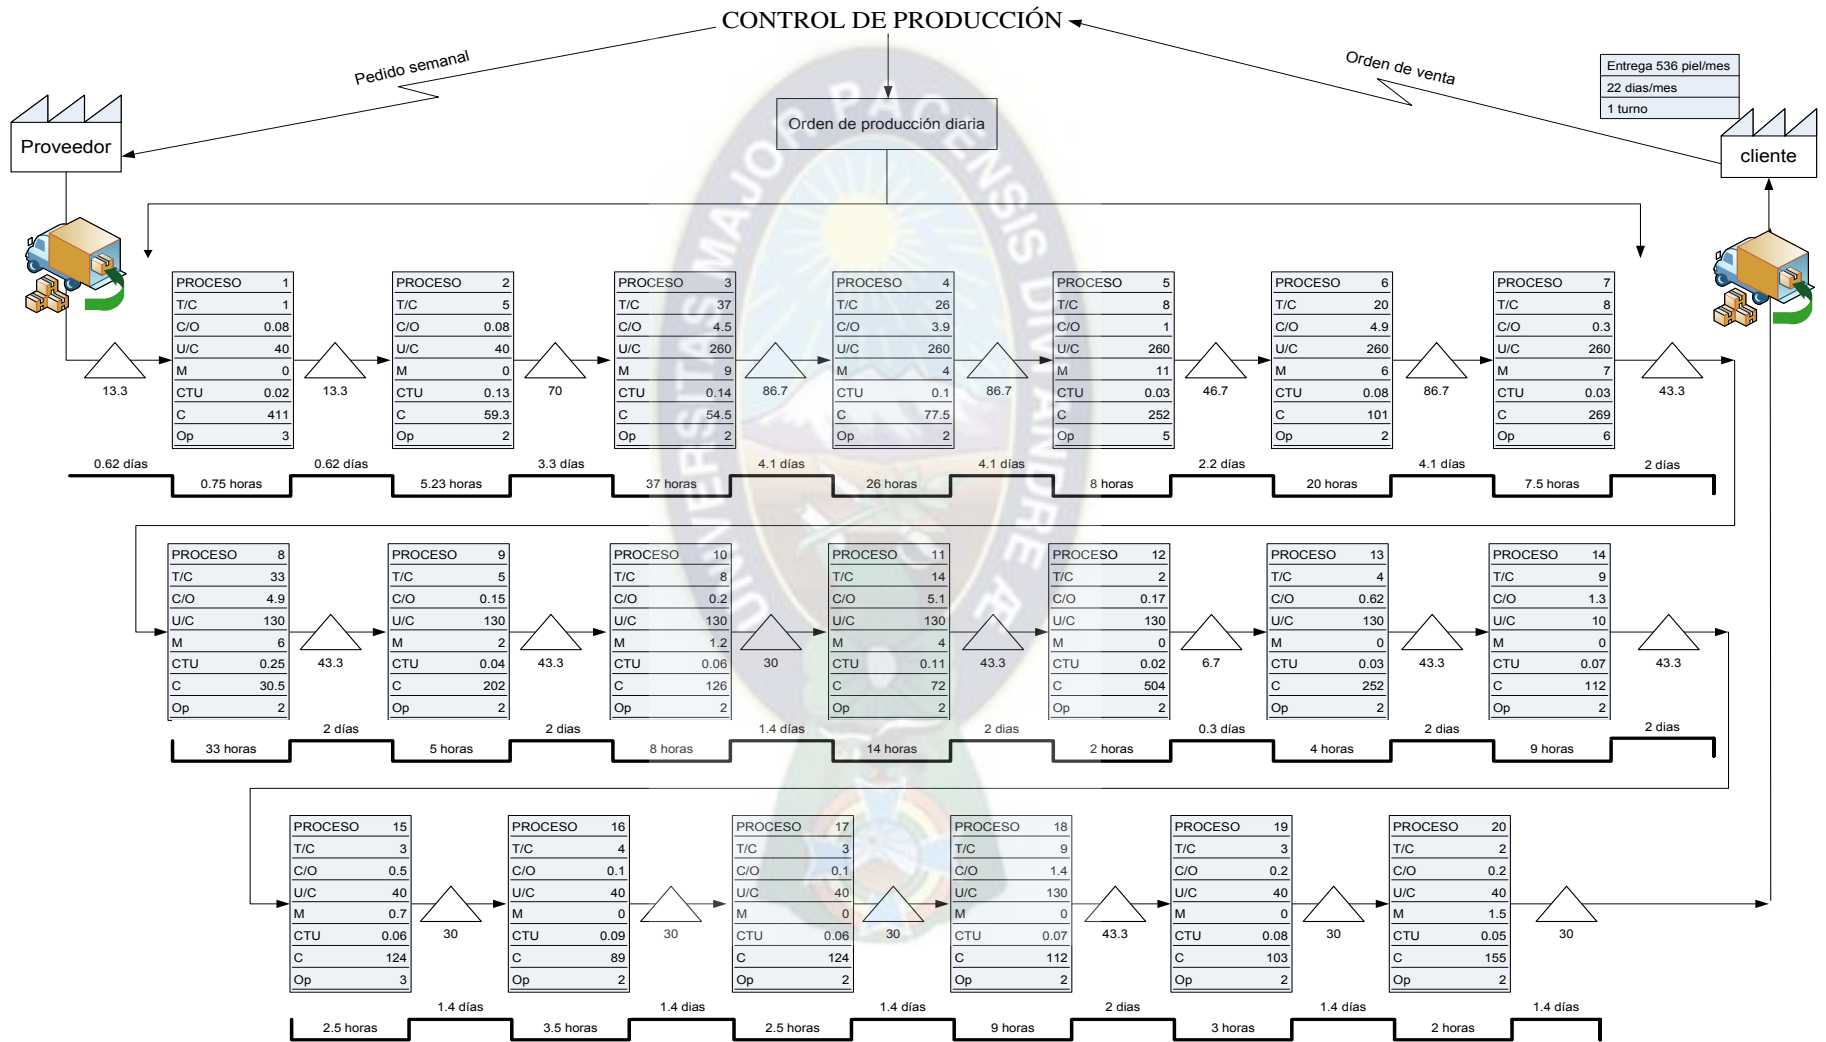 CONTROL DE PRODUCCIÓN
Pedido semanal
Orden de venta
Entrega 536 piel/mes
22 dias/mes
1 turno
Orden de producción diaria
Proveedor
cliente
UNIVERSITAS MAJOR PACENSIS DIVI ANDRE Æ
PROCESO 1
T/C 1
C/O 0.08
U/C 40
M 0
CTU 0.02
C 411
Op 3
PROCESO 2
T/C 5
C/O 0.08
U/C 40
M 0
CTU 0.13
C 59.3
Op 2
PROCESO 3
T/C 37
C/O 4.5
U/C 260
M 9
CTU 0.14
C 54.5
Op 2
PROCESO 4
T/C 26
C/O 3.9
U/C 260
M 4
CTU 0.1
C 77.5
Op 2
PROCESO 5
T/C 8
C/O 1
U/C 260
M 11
CTU 0.03
C 252
Op 5
PROCESO 6
T/C 20
C/O 4.9
U/C 260
M 6
CTU 0.08
C 101
Op 2
PROCESO 7
T/C 8
C/O 0.3
U/C 260
M 7
CTU 0.03
C 269
Op 6
13.3 13.3 70 86.7 86.7 46.7 86.7 43.3
0.62 días 0.62 días 3.3 días 4.1 días 4.1 días 2.2 días 4.1 días 2 días
0.75 horas 5.23 horas 37 horas 26 horas 8 horas 20 horas 7.5 horas
PROCESO 8
T/C 33
C/O 4.9
U/C 130
M 6
CTU 0.25
C 30.5
Op 2
PROCESO 9
T/C 5
C/O 0.15
U/C 130
M 2
CTU 0.04
C 202
Op 2
PROCESO 10
T/C 8
C/O 0.2
U/C 130
M 1.2
CTU 0.06
C 126
Op 2
PROCESO 11
T/C 14
C/O 5.1
U/C 130
M 4
CTU 0.11
C 72
Op 2
PROCESO 12
T/C 2
C/O 0.17
U/C 130
M 0
CTU 0.02
C 504
Op 2
PROCESO 13
T/C 4
C/O 0.62
U/C 130
M 0
CTU 0.03
C 252
Op 2
PROCESO 14
T/C 9
C/O 1.3
U/C 10
M 0
CTU 0.07
C 112
Op 2
43.3 43.3 30 43.3 6.7 43.3 43.3
2 días 2 dias 1.4 días 2 dias 0.3 días 2 días 2 dias
33 horas 5 horas 8 horas 14 horas 2 horas 4 horas 9 horas
PROCESO 15
T/C 3
C/O 0.5
U/C 40
M 0.7
CTU 0.06
C 124
Op 3
PROCESO 16
T/C 4
C/O 0.1
U/C 40
M 0
CTU 0.09
C 89
Op 2
PROCESO 17
T/C 3
C/O 0.1
U/C 40
M 0
CTU 0.06
C 124
Op 2
PROCESO 18
T/C 9
C/O 1.4
U/C 130
M 0
CTU 0.07
C 112
Op 2
PROCESO 19
T/C 3
C/O 0.2
U/C 40
M 0
CTU 0.08
C 103
Op 2
PROCESO 20
T/C 2
C/O 0.2
U/C 40
M 1.5
CTU 0.05
C 155
Op 2
30 30 30 43.3 30 30
1.4 días 1.4 días 1.4 días 2 dias 1.4 días 1.4 días
2.5 horas 3.5 horas 2.5 horas 9 horas 3 horas 2 horas